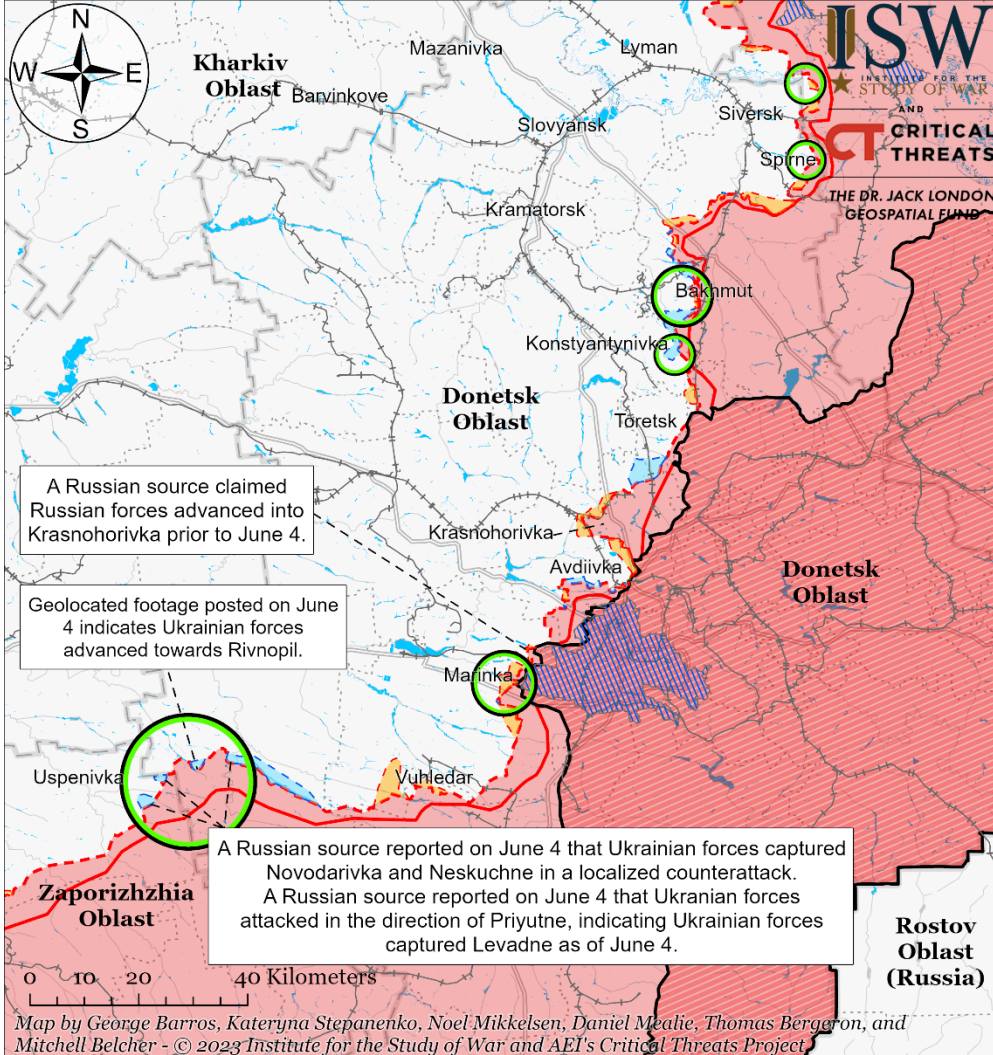 N
W
E
S
Kharkiv
Oblast
Mazanivka
Lyman
Barvinkove
Slovyansk
Siversk
Spirne
Kramatorsk
ISW
INSTITUTE FOR THE
STUDY OF WAR
AND
CT CRITICAL
THREATS
THE DR. JACK LONDON
GEOSPATIAL FUND
Bakhmut
Konstyantynivka
Donetsk
Oblast
Toretsk
A Russian source claimed
Russian forces advanced into
Krasnohorivka prior to June 4.
Krasnohorivka
Avdiivka
Donetsk
Oblast
Geolocated footage posted on June
4 indicates Ukrainian forces
advanced towards Rivnopil.
Marinka
Uspenivka
Vuhledar
A Russian source reported on June 4 that Ukrainian forces captured
Novodarivka and Neskuchne in a localized counterattack.
A Russian source reported on June 4 that Ukranian forces
attacked in the direction of Priyutne, indicating Ukrainian forces
captured Levadne as of June 4.
Zaporizhzhia
Oblast
Rostov
Oblast
(Russia)
0 10 20 40 Kilometers
Map by George Barros, Kateryna Stepanenko, Noel Mikkelsen, Daniel Mealie, Thomas Bergeron, and
Mitchell Belcher - © 2023 Institute for the Study of War and AEI's Critical Threats Project